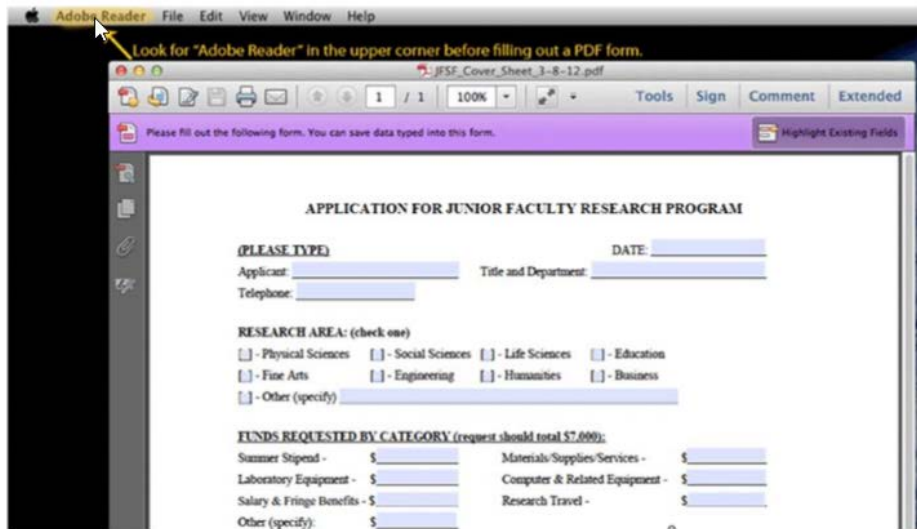 Adobe Reader File Edit View Window Help
Look for "Adobe Reader" in the upper corner before filling out a PDF form.
JFSF_Cover_Sheet_3-8-12.pdf
1 / 1 100% Tools Sign Comment Extended
Please fill out the following form. You can save data typed into this form. Highlight Existing Fields
APPLICATION FOR JUNIOR FACULTY RESEARCH PROGRAM
(PLEASE TYPE) DATE:
Applicant: Title and Department:
Telephone:
RESEARCH AREA: (check one)
[ ] - Physical Sciences [ ] - Social Sciences [ ] - Life Sciences [ ] - Education
[ ] - Fine Arts [ ] - Engineering [ ] - Humanities [ ] - Business
[ ] - Other (specify)
FUNDS REQUESTED BY CATEGORY (request should total $7,000):
Summer Stipend - $ Materials/Supplies/Services - $
Laboratory Equipment - $ Computer & Related Equipment - $
Salary & Fringe Benefits - $ Research Travel - $
Other (specify): $